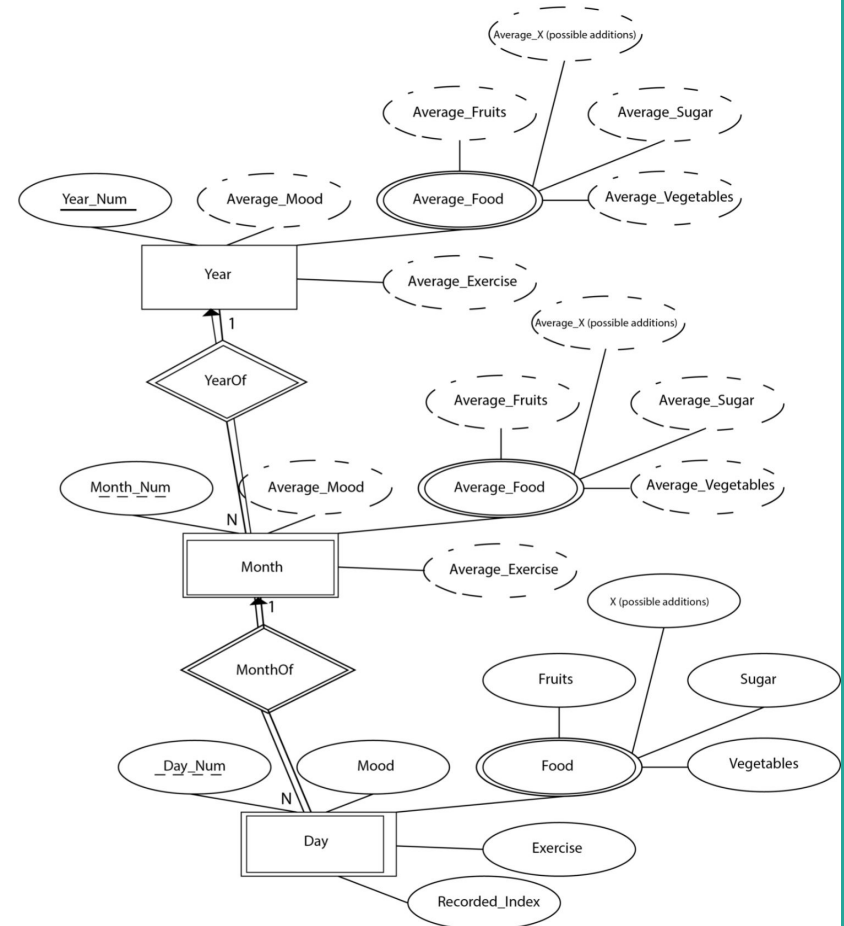 Average_X (possible additions)
Average_Fruits
Average_Sugar
Year_Num
Average_Mood
Average_Food
Average_Vegetables
Year
Average_Exercise
1
Average_X (possible additions)
YearOf
Average_Fruits
Average_Sugar
Month_Num
Average_Mood
Average_Food
Average_Vegetables
N
Month
Average_Exercise
1
X (possible additions)
MonthOf
Fruits
Sugar
Day_Num
Mood
Food
Vegetables
N
Day
Exercise
Recorded_Index